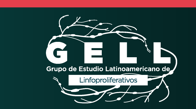 GELL
Grupo de Estudio Latinoamericano de
Linfoproliferativos